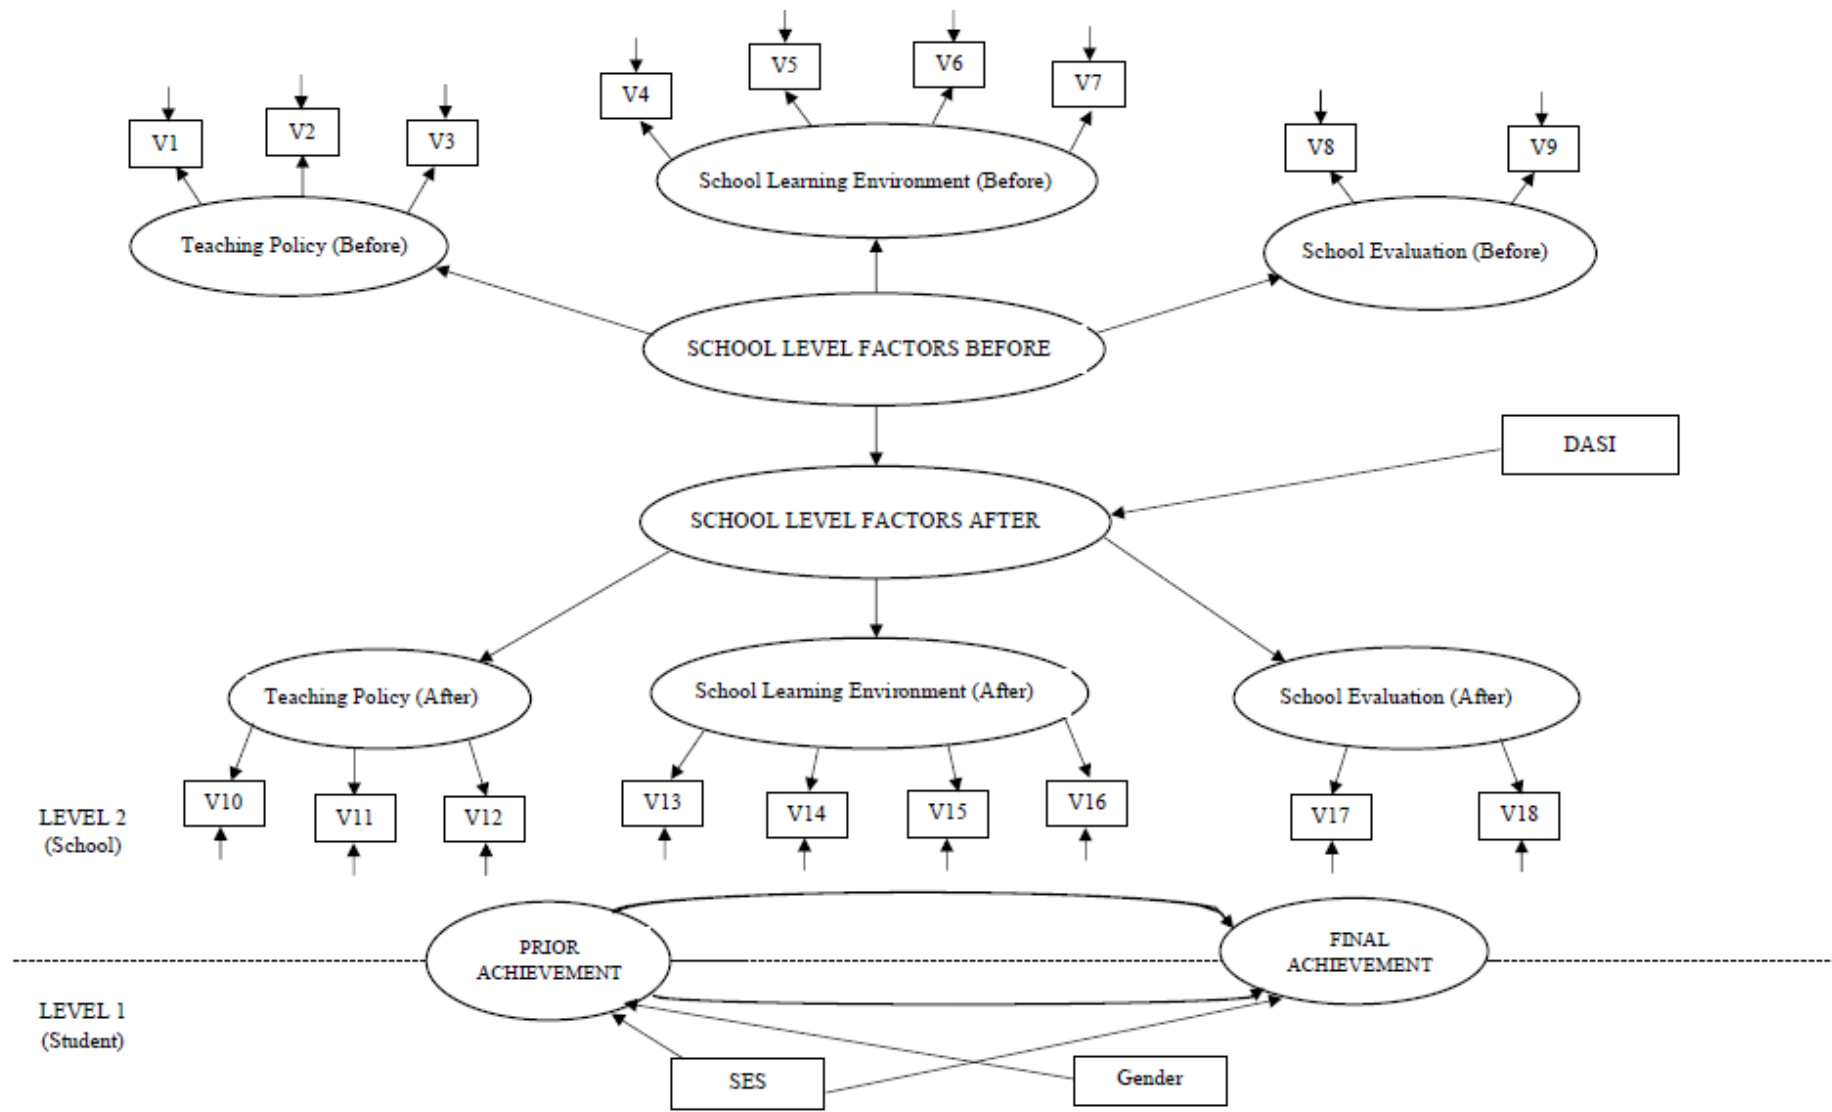 V1
V2
V3
V4
V5
V6
V7
V8
V9
Teaching Policy (Before)
School Learning Environment (Before)
School Evaluation (Before)
SCHOOL LEVEL FACTORS BEFORE
DASI
SCHOOL LEVEL FACTORS AFTER
Teaching Policy (After)
School Learning Environment (After)
School Evaluation (After)
V10
V11
V12
V13
V14
V15
V16
V17
V18
LEVEL 2
(School)
PRIOR
ACHIEVEMENT
FINAL
ACHIEVEMENT
LEVEL 1
(Student)
SES
Gender